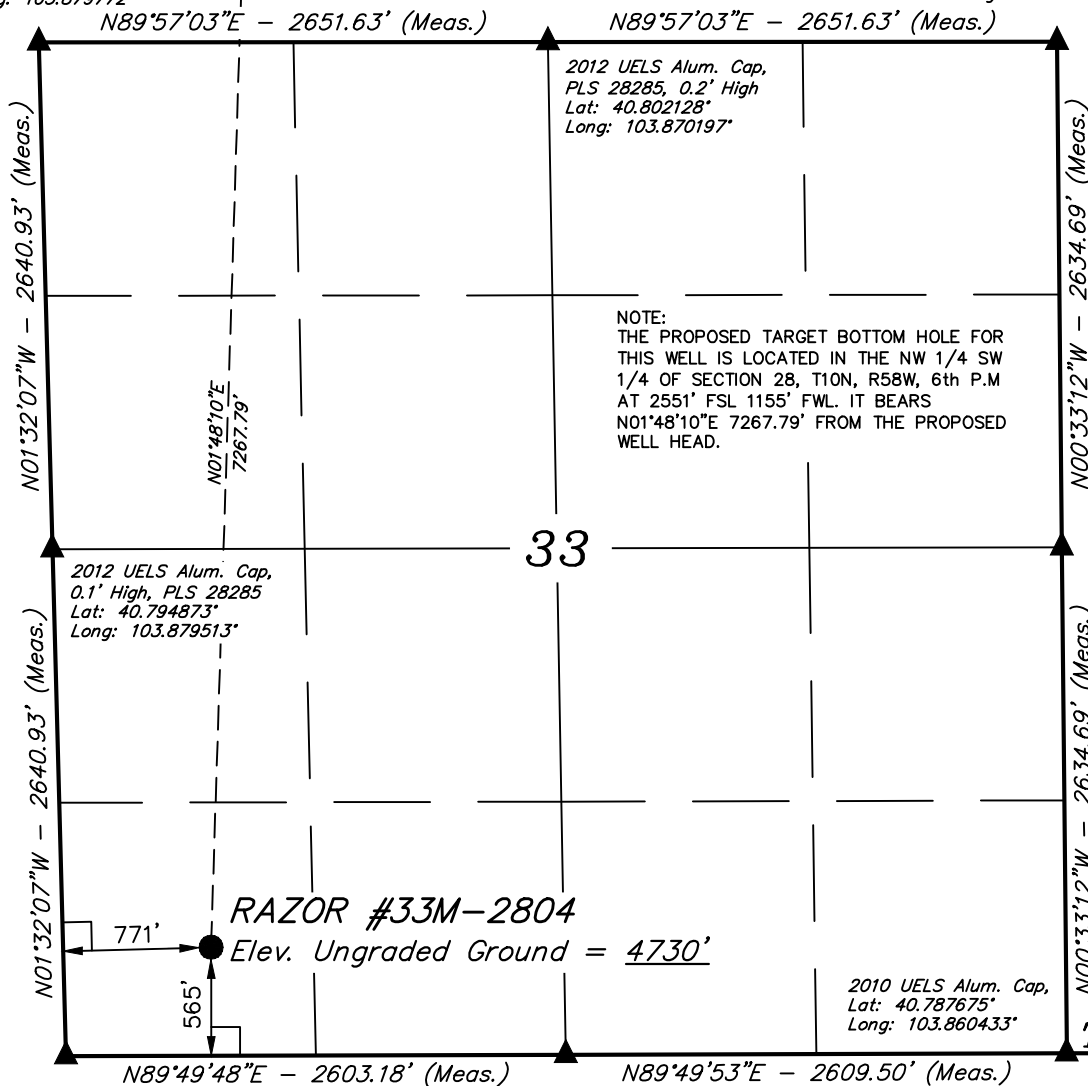 N89°57'03"E - 2651.63' (Meas.)
N89°57'03"E - 2651.63' (Meas.)
2012 UELS Alum. Cap,
PLS 28285, 0.2' High
Lat: 40.802128°
Long: 103.870197°
N01°32'07"W - 2640.93' (Meas.)
N00°33'12"W - 2634.69' (Meas.)
NOTE:
THE PROPOSED TARGET BOTTOM HOLE FOR
THIS WELL IS LOCATED IN THE NW 1/4 SW
1/4 OF SECTION 28, T10N, R58W, 6th P.M
AT 2551' FSL 1155' FWL. IT BEARS
N01°48'10"E 7267.79' FROM THE PROPOSED
WELL HEAD.
N01°48'10"E
7267.79'
33
2012 UELS Alum. Cap,
0.1' High, PLS 28285
Lat: 40.794873°
Long: 103.879513°
N01°32'07"W - 2640.93' (Meas.)
N00°33'12"W - 2634.69' (Meas.)
RAZOR #33M-2804
771'
Elev. Ungraded Ground = 4730'
565'
2010 UELS Alum. Cap,
Lat: 40.787675°
Long: 103.860433°
N89°49'48"E - 2603.18' (Meas.)
N89°49'53"E - 2609.50' (Meas.)